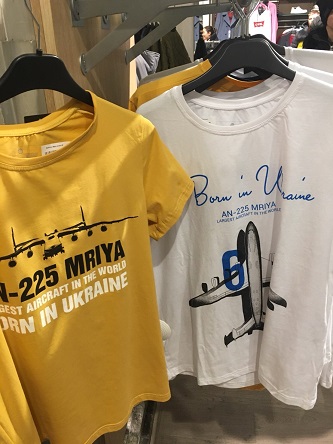 N-225 MRIYA
GEST AIRCRAFT IN THE WORLD
ORN IN UKRAINE
Born in Ukraine
AN-225 MRIYA
LARGEST AIRCRAFT IN THE WORLD
6